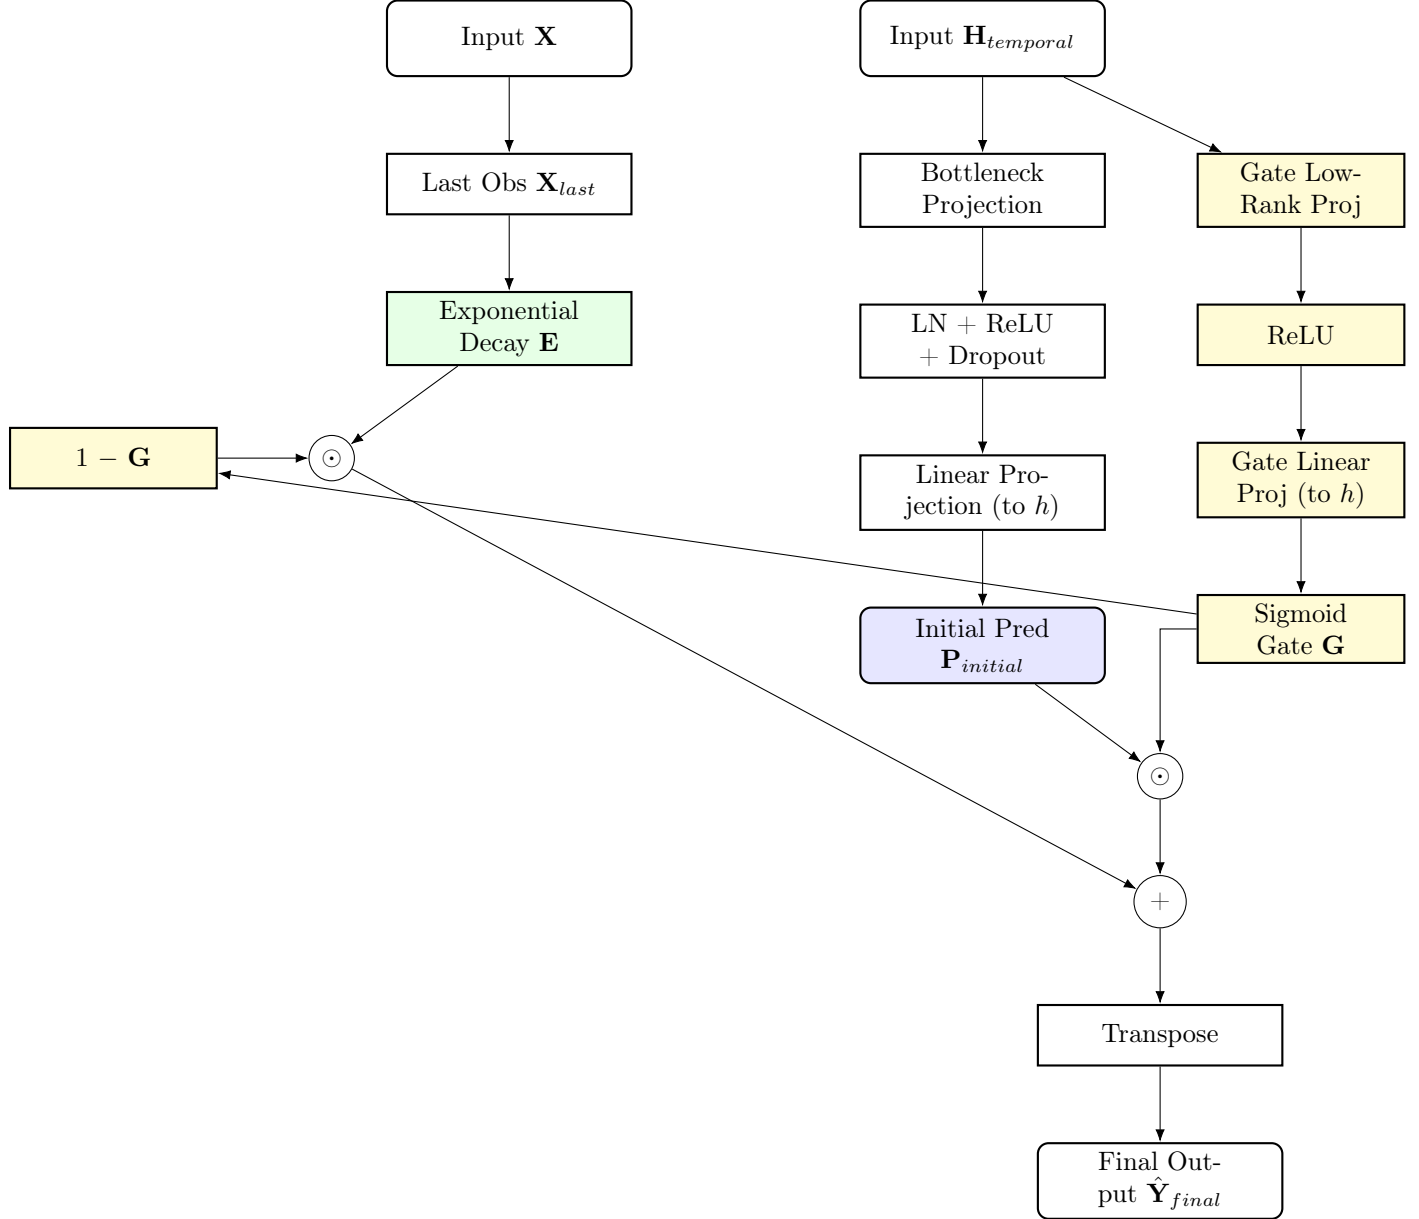 Input X
Input H_temporal
Last Obs X_last
Bottleneck
Projection
Gate Low-
Rank Proj
Exponential
Decay E
LN + ReLU
+ Dropout
ReLU
1 − G
⊙
Linear Pro-
jection (to h)
Gate Linear
Proj (to h)
Initial Pred
P_initial
Sigmoid
Gate G
⊙
+
Transpose
Final Out-
put Ŷ_final